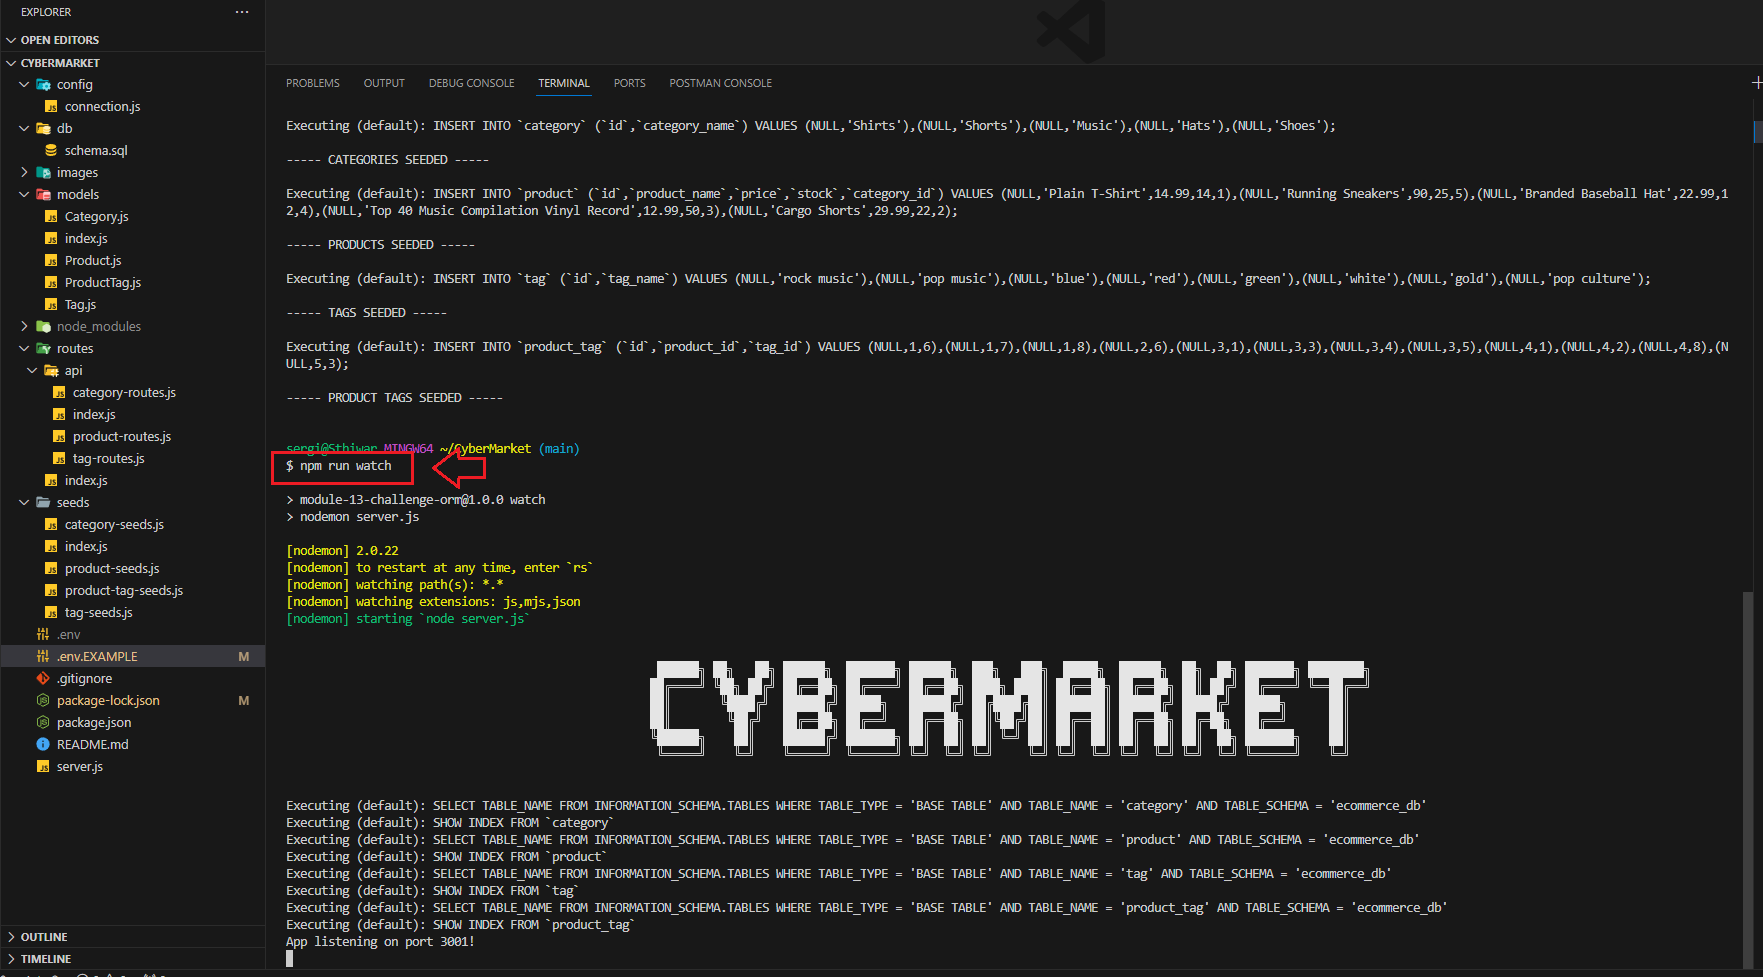 EXPLORER
OPEN EDITORS
CYBERMARKET
config
connection.js
db
schema.sql
images
models
Category.js
index.js
Product.js
ProductTag.js
Tag.js
node_modules
routes
api
category-routes.js
index.js
product-routes.js
tag-routes.js
index.js
seeds
category-seeds.js
index.js
product-seeds.js
product-tag-seeds.js
tag-seeds.js
.env
.env.EXAMPLE M
.gitignore
package-lock.json M
package.json
README.md
server.js
OUTLINE
TIMELINE
PROBLEMS OUTPUT DEBUG CONSOLE TERMINAL PORTS POSTMAN CONSOLE
Executing (default): INSERT INTO `category` (`id`,`category_name`) VALUES (NULL,'Shirts'),(NULL,'Shorts'),(NULL,'Music'),(NULL,'Hats'),(NULL,'Shoes');
----- CATEGORIES SEEDED -----
Executing (default): INSERT INTO `product` (`id`,`product_name`,`price`,`stock`,`category_id`) VALUES (NULL,'Plain T-Shirt',14.99,14,1),(NULL,'Running Sneakers',90,25,5),(NULL,'Branded Baseball Hat',22.99,1
2,4),(NULL,'Top 40 Music Compilation Vinyl Record',12.99,50,3),(NULL,'Cargo Shorts',29.99,22,2);
----- PRODUCTS SEEDED -----
Executing (default): INSERT INTO `tag` (`id`,`tag_name`) VALUES (NULL,'rock music'),(NULL,'pop music'),(NULL,'blue'),(NULL,'red'),(NULL,'green'),(NULL,'white'),(NULL,'gold'),(NULL,'pop culture');
----- TAGS SEEDED -----
Executing (default): INSERT INTO `product_tag` (`id`,`product_id`,`tag_id`) VALUES (NULL,1,6),(NULL,1,7),(NULL,1,8),(NULL,2,6),(NULL,3,1),(NULL,3,3),(NULL,3,4),(NULL,3,5),(NULL,4,1),(NULL,4,2),(NULL,4,8),(N
ULL,5,3);
----- PRODUCT TAGS SEEDED -----
sergi@Sthiwar MINGW64 ~/CyberMarket (main)
$ npm run watch
> module-13-challenge-orm@1.0.0 watch
> nodemon server.js
[nodemon] 2.0.22
[nodemon] to restart at any time, enter `rs`
[nodemon] watching path(s): *.*
[nodemon] watching extensions: js,mjs,json
[nodemon] starting `node server.js`
CYBERMARKET
Executing (default): SELECT TABLE_NAME FROM INFORMATION_SCHEMA.TABLES WHERE TABLE_TYPE = 'BASE TABLE' AND TABLE_NAME = 'category' AND TABLE_SCHEMA = 'ecommerce_db'
Executing (default): SHOW INDEX FROM `category`
Executing (default): SELECT TABLE_NAME FROM INFORMATION_SCHEMA.TABLES WHERE TABLE_TYPE = 'BASE TABLE' AND TABLE_NAME = 'product' AND TABLE_SCHEMA = 'ecommerce_db'
Executing (default): SHOW INDEX FROM `product`
Executing (default): SELECT TABLE_NAME FROM INFORMATION_SCHEMA.TABLES WHERE TABLE_TYPE = 'BASE TABLE' AND TABLE_NAME = 'tag' AND TABLE_SCHEMA = 'ecommerce_db'
Executing (default): SHOW INDEX FROM `tag`
Executing (default): SELECT TABLE_NAME FROM INFORMATION_SCHEMA.TABLES WHERE TABLE_TYPE = 'BASE TABLE' AND TABLE_NAME = 'product_tag' AND TABLE_SCHEMA = 'ecommerce_db'
Executing (default): SHOW INDEX FROM `product_tag`
App listening on port 3001!